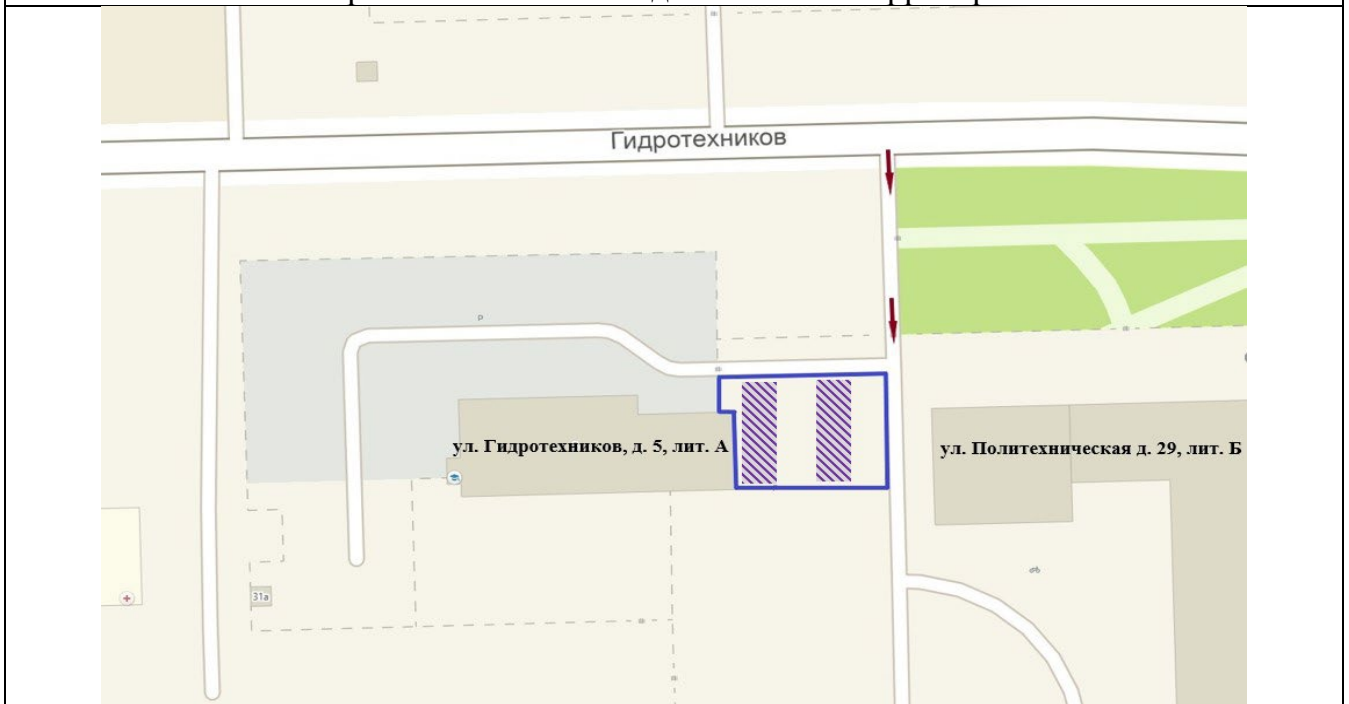 Гидротехников
P
ул. Гидротехников, д. 5, лит. А
ул. Политехническая д. 29, лит. Б
31а